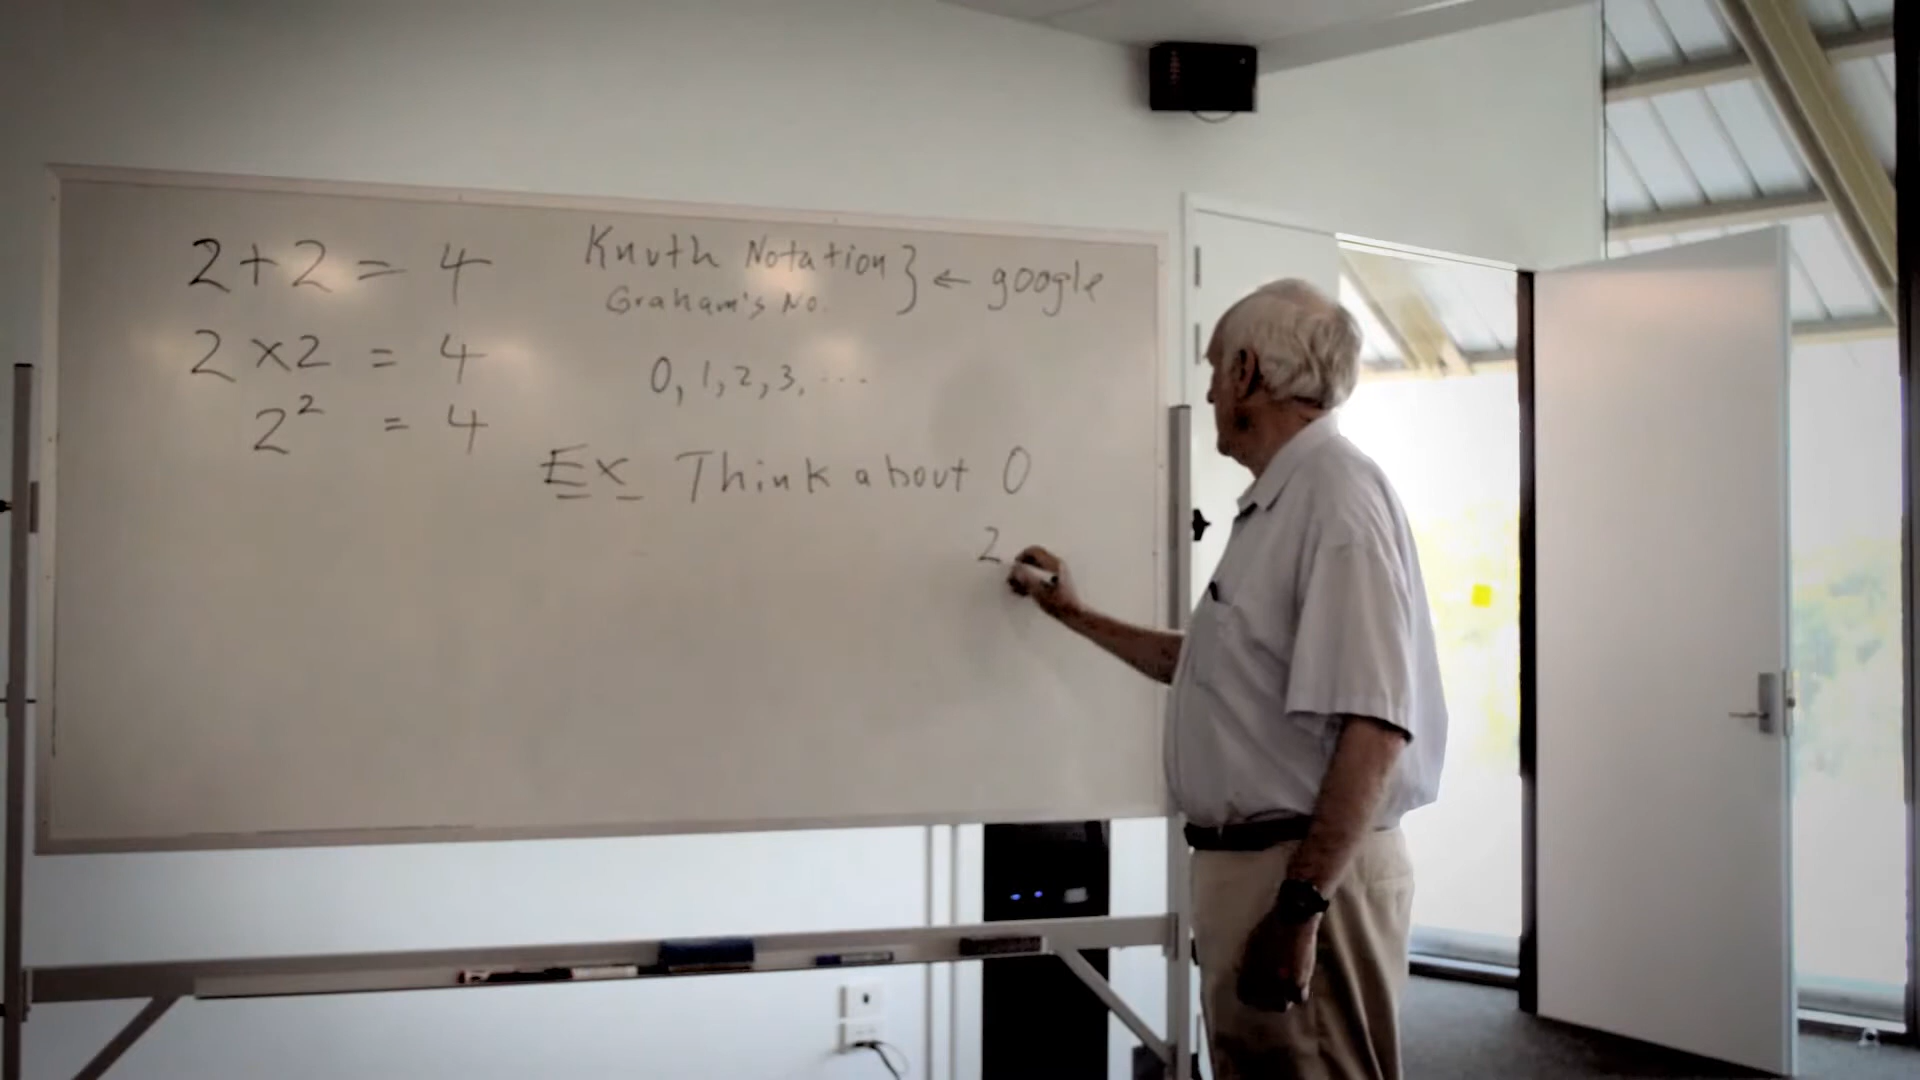 2+2 = 4
2 × 2 = 4
2² = 4
Knuth Notation } ← google
Graham's No.
0, 1, 2, 3, ...
Ex Think about 0
2